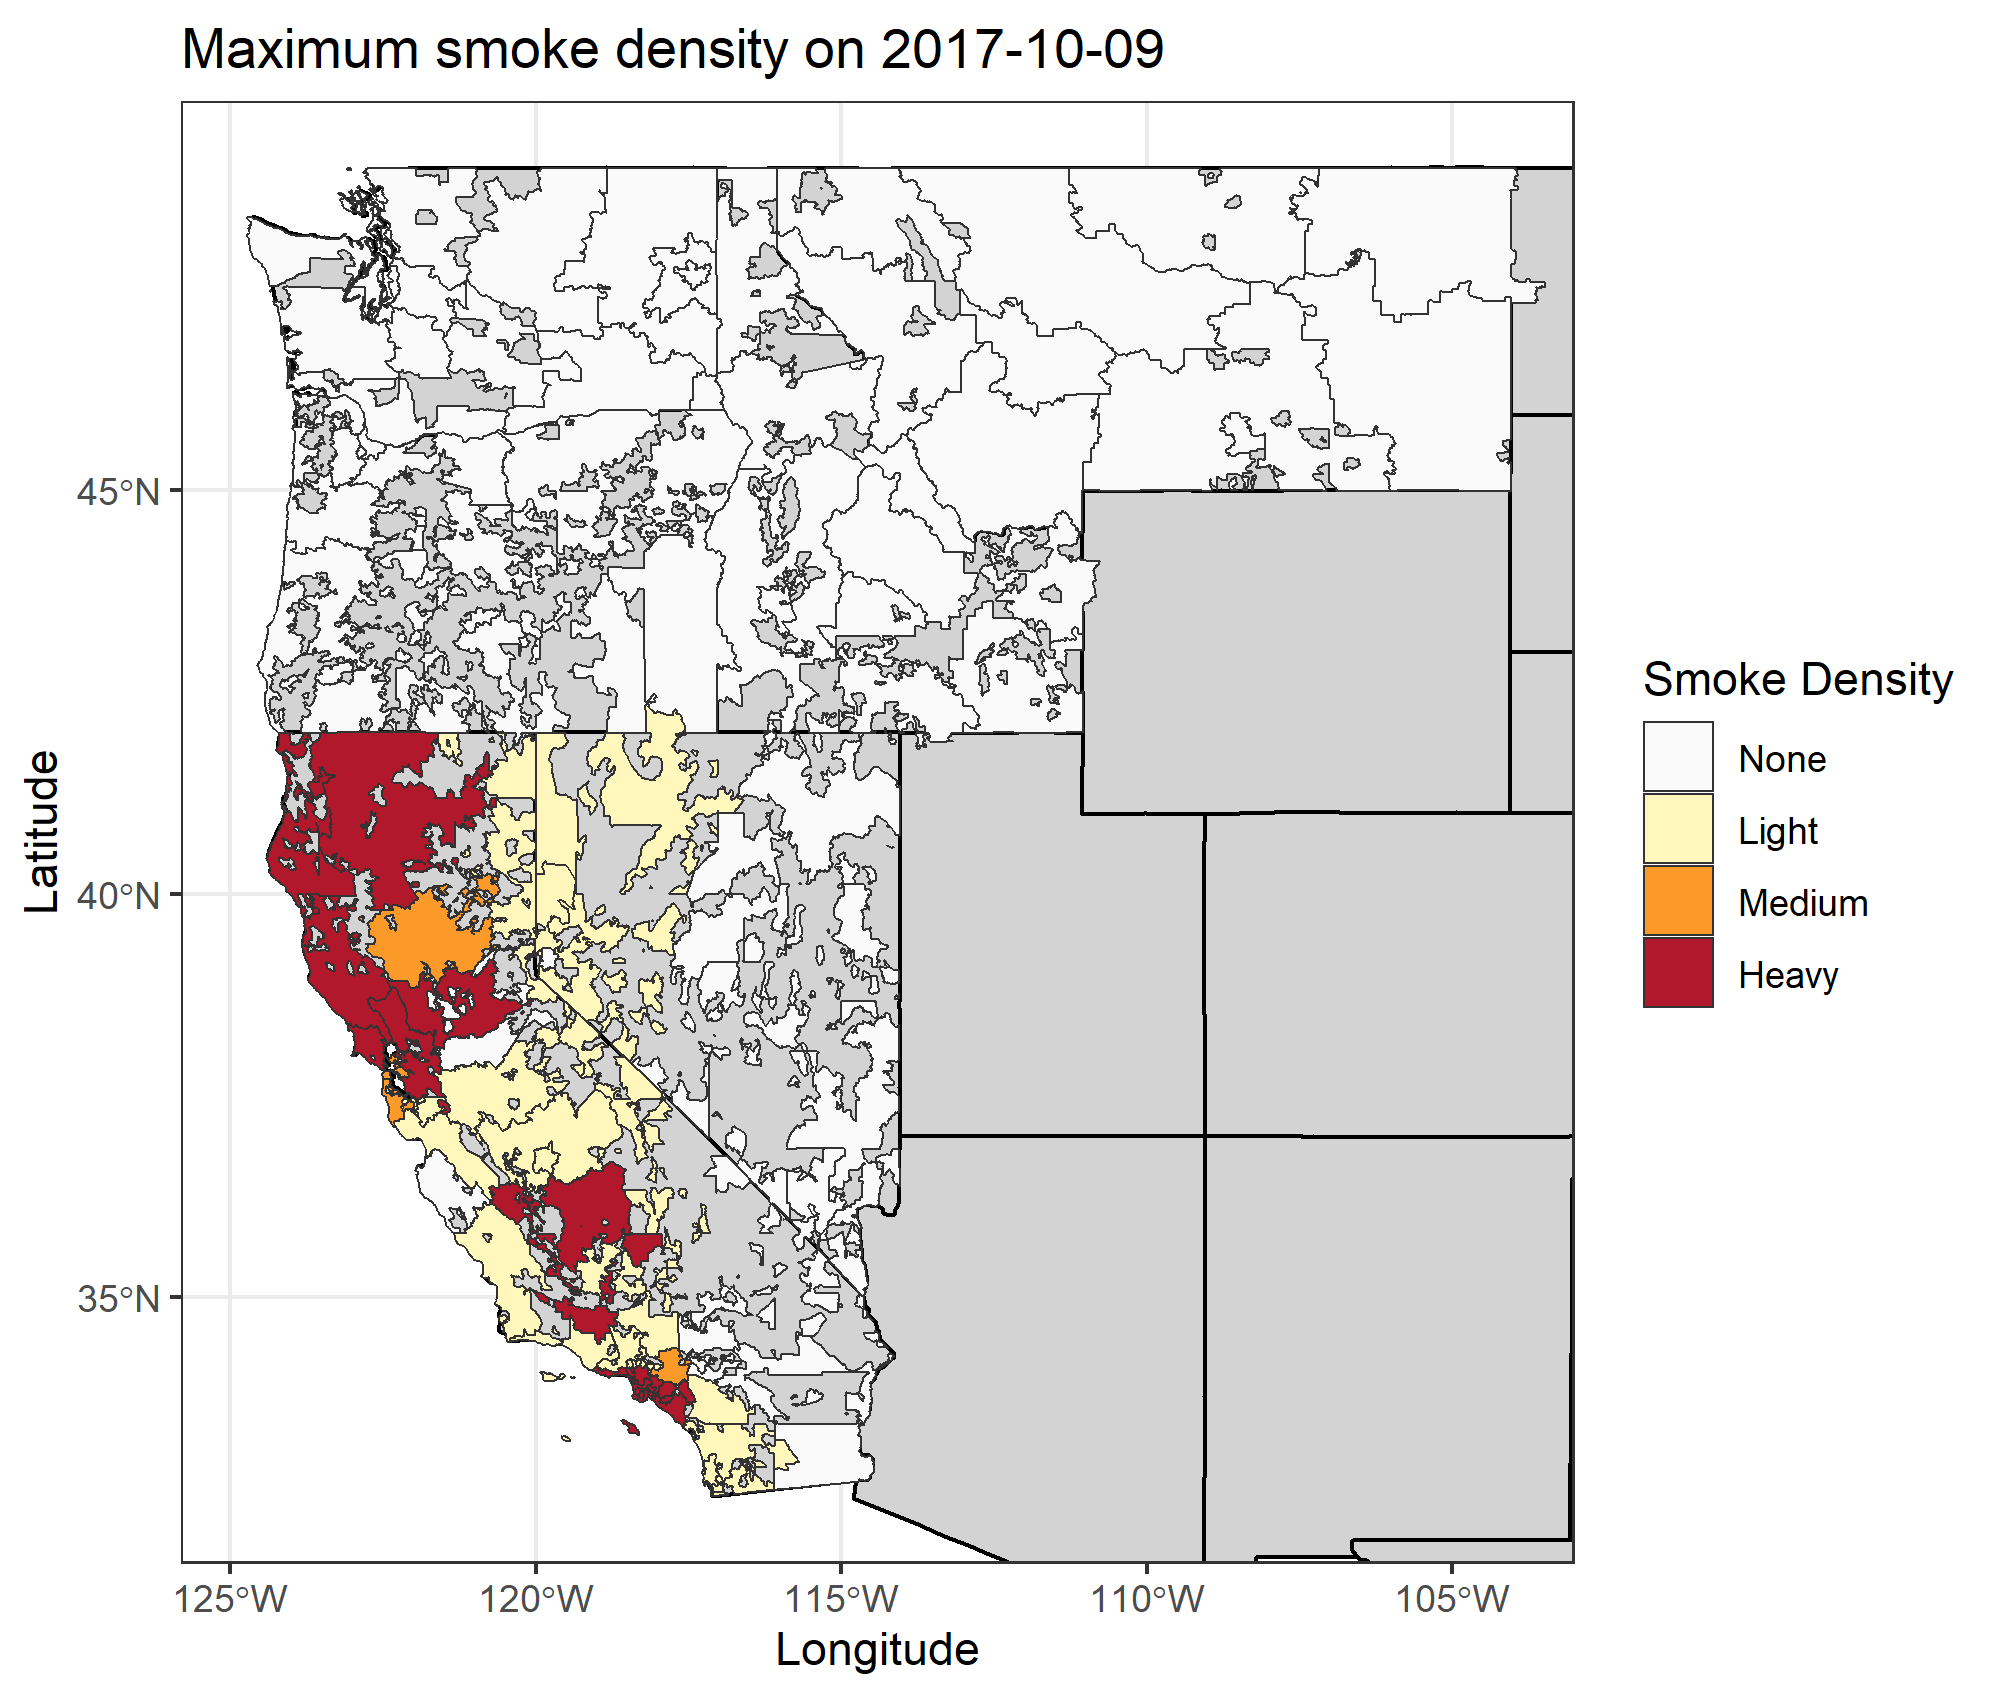 Maximum smoke density on 2017-10-09
Latitude
45°N
40°N
35°N
125°W
120°W
115°W
110°W
105°W
Longitude
Smoke Density
None
Light
Medium
Heavy